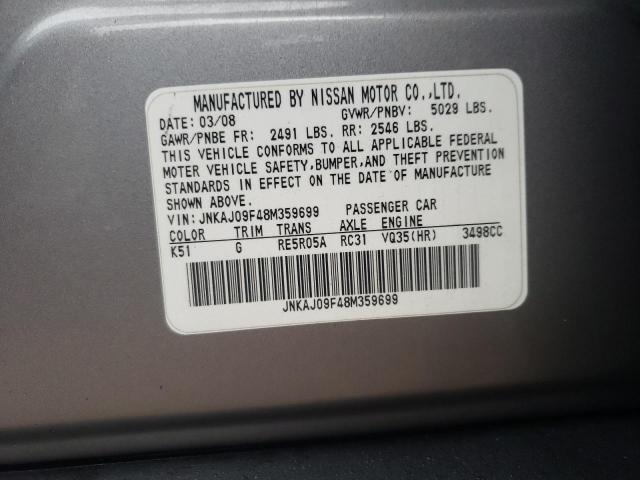 MANUFACTURED BY NISSAN MOTOR CO.,LTD.
DATE: 03/08 GVWR/PNBV: 5029 LBS.
GAWR/PNBE FR: 2491 LBS. RR: 2546 LBS.
THIS VEHICLE CONFORMS TO ALL APPLICABLE FEDERAL
MOTOR VEHICLE SAFETY,BUMPER,AND THEFT PREVENTION
STANDARDS IN EFFECT ON THE DATE OF MANUFACTURE
SHOWN ABOVE.
VIN: JNKAJ09F48M359699 PASSENGER CAR
COLOR TRIM TRANS AXLE ENGINE
K51 G RE5R05A RC31 VQ35(HR) 3498CC
JNKAJ09F48M359699